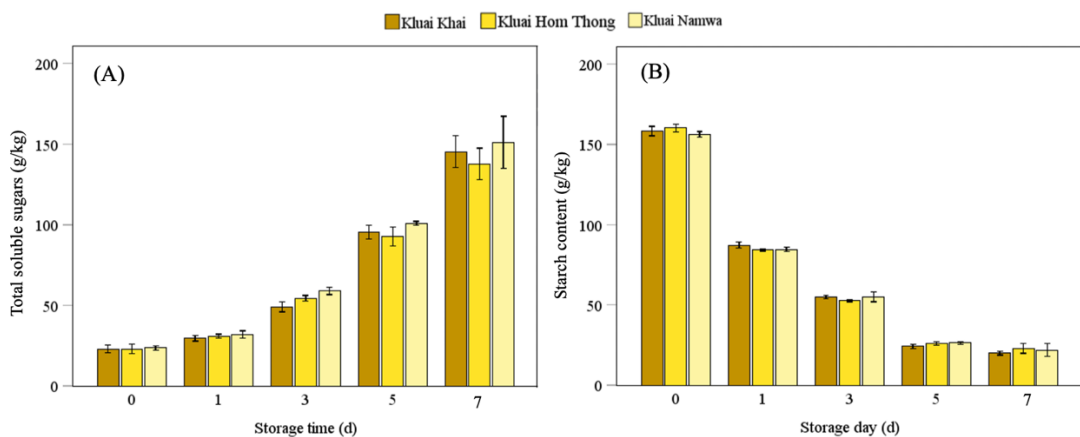 Kluai Khai Kluai Hom Thong Kluai Namwa
(A)
Total soluble sugars (g/kg)
200
150
100
50
0
0 1 3 5 7
Storage time (d)
(B)
Starch content (g/kg)
200
150
100
50
0
0 1 3 5 7
Storage day (d)